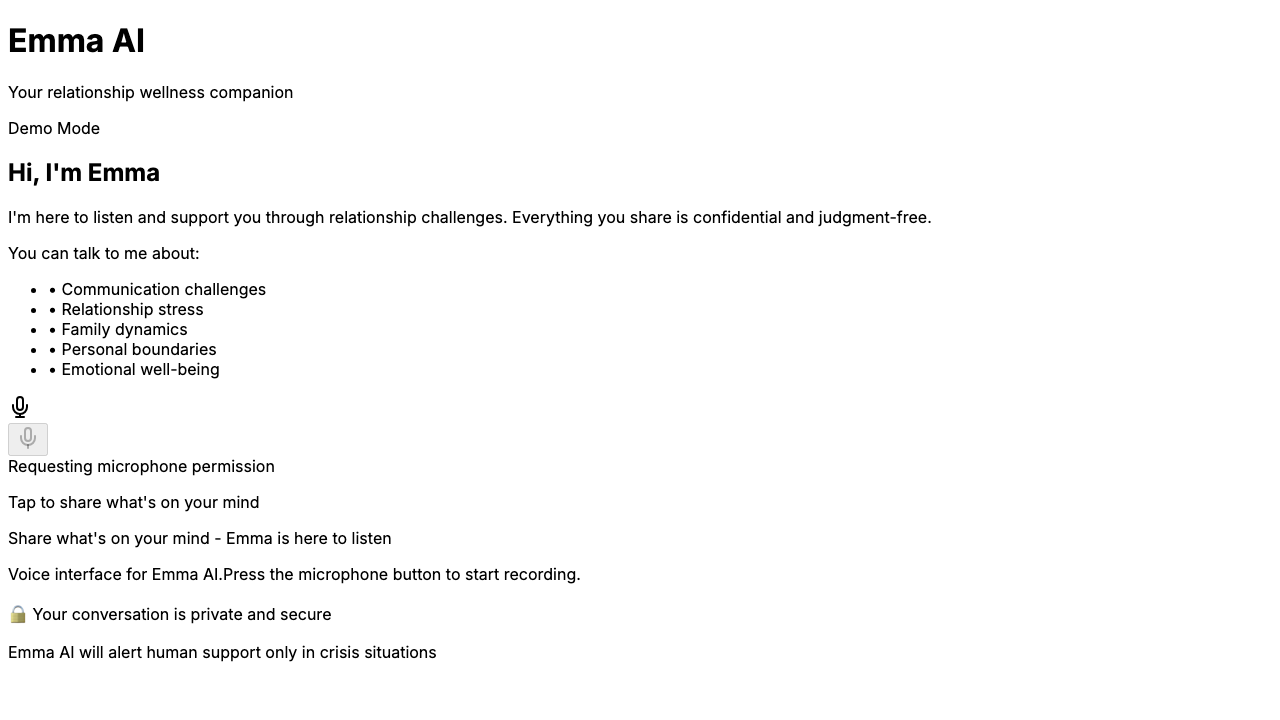 Emma AI
Your relationship wellness companion
Demo Mode
Hi, I'm Emma
I'm here to listen and support you through relationship challenges. Everything you share is confidential and judgment-free.
You can talk to me about:
• • Communication challenges
• • Relationship stress
• • Family dynamics
• • Personal boundaries
• • Emotional well-being
Requesting microphone permission
Tap to share what's on your mind
Share what's on your mind - Emma is here to listen
Voice interface for Emma AI.Press the microphone button to start recording.
🔒 Your conversation is private and secure
Emma AI will alert human support only in crisis situations